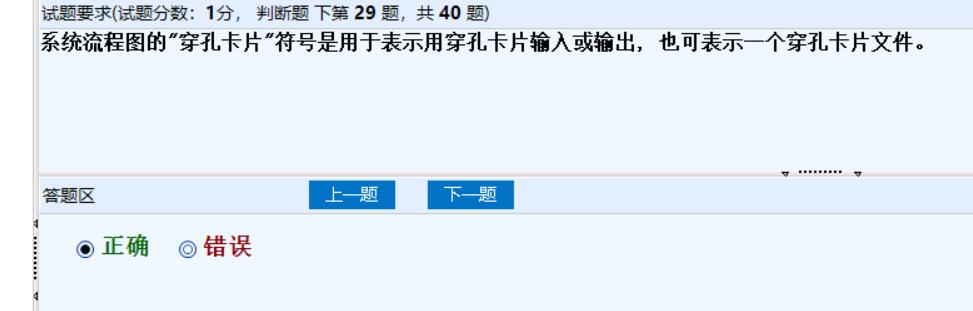 试题要求(试题分数：1分， 判断题 下第 29 题，共 40 题)
系统流程图的"穿孔卡片"符号是用于表示用穿孔卡片输入或输出，也可表示一个穿孔卡片文件。
答题区 上一题 下一题
正确 错误